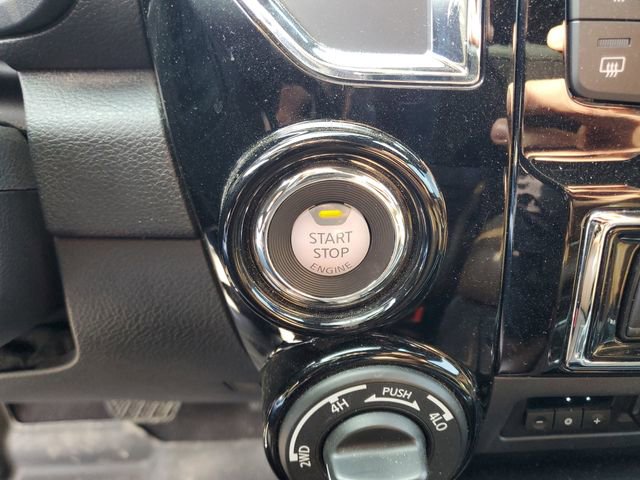 START
STOP
ENGINE
PUSH
2WD
4H
4LO
- +